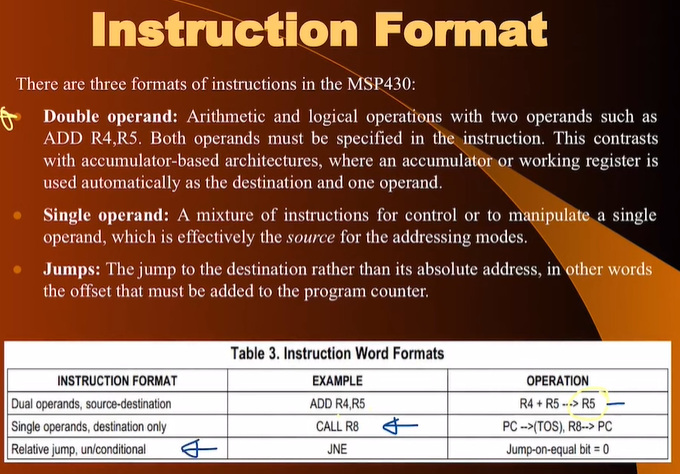 Instruction Format
There are three formats of instructions in the MSP430:
Double operand: Arithmetic and logical operations with two operands such as
ADD R4,R5. Both operands must be specified in the instruction. This contrasts
with accumulator-based architectures, where an accumulator or working register is
used automatically as the destination and one operand.
Single operand: A mixture of instructions for control or to manipulate a single
operand, which is effectively the source for the addressing modes.
Jumps: The jump to the destination rather than its absolute address, in other words
the offset that must be added to the program counter.
Table 3. Instruction Word Formats
INSTRUCTION FORMAT EXAMPLE OPERATION
Dual operands, source-destination ADD R4,R5 R4 + R5 ---> R5
Single operands, destination only CALL R8 PC -->(TOS), R8--> PC
Relative jump, un/conditional JNE Jump-on-equal bit = 0